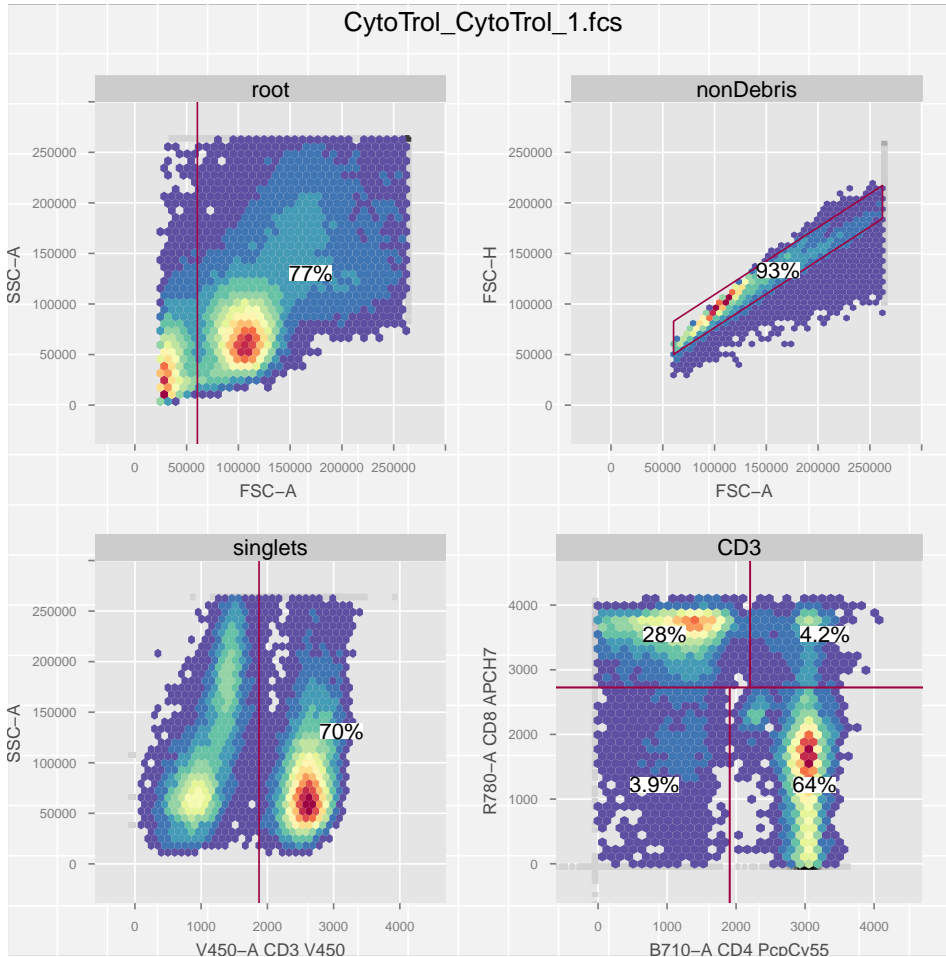 CytoTrol_CytoTrol_1.fcs
root
SSC−A
250000
200000
150000
100000
50000
0
77%
0 50000 100000 150000 200000 250000
FSC−A
nonDebris
FSC−H
250000
200000
150000
100000
50000
0
93%
0 50000 100000 150000 200000 250000
FSC−A
singlets
SSC−A
250000
200000
150000
100000
50000
0
70%
0 1000 2000 3000 4000
V450−A CD3 V450
CD3
R780−A CD8 APCH7
4000
3000
2000
1000
0
28%
4.2%
3.9%
64%
0 1000 2000 3000 4000
B710−A CD4 PcpCy55